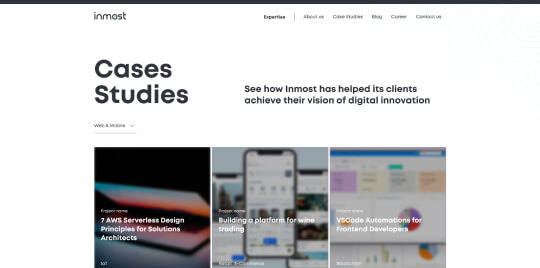 inmost
Expertise
About us
Case Studies
Blog
Career
Contact us
Cases
Studies
See how Inmost has helped its clients
achieve their vision of digital innovation
Web & Mobile
Project name
7 AWS Serverless Design
Principles for Solutions
Architects
IoT
Project name
Building a platform for wine
trading
E-commerce
Project name
VSCode Automations for
Frontend Developers
Blockchain